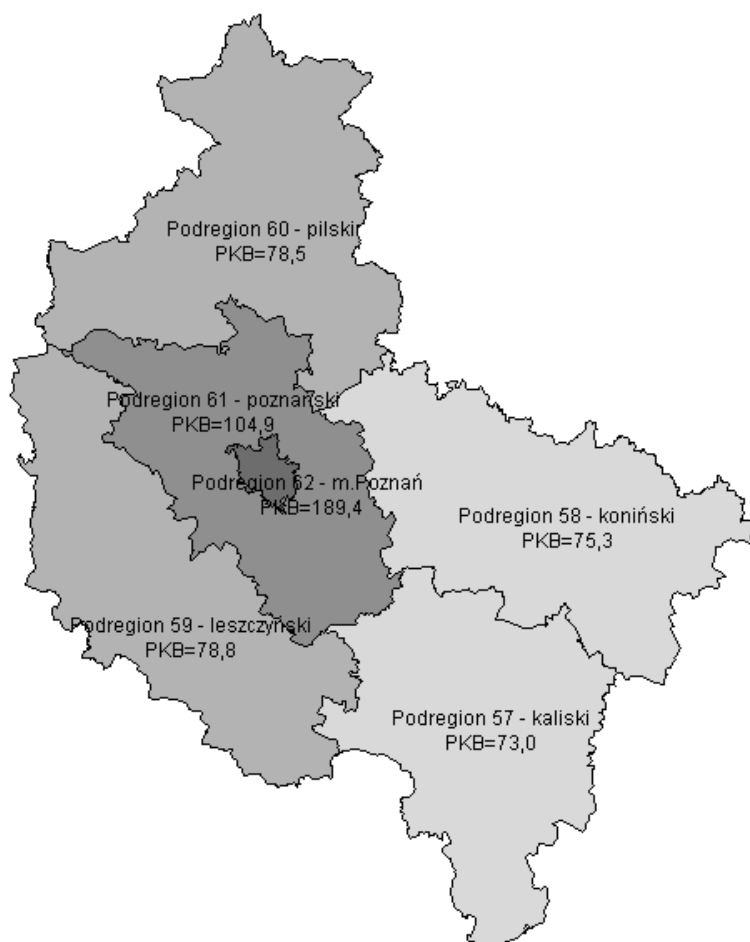 Podregion 60 - pilski
PKB=78,5
Podregion 61 - poznański
PKB=104,9
Podregion 62 - m.Poznań
PKB=189,4
Podregion 58 - koniński
PKB=75,3
Podregion 59 - leszczyński
PKB=78,8
Podregion 57 - kaliski
PKB=73,0